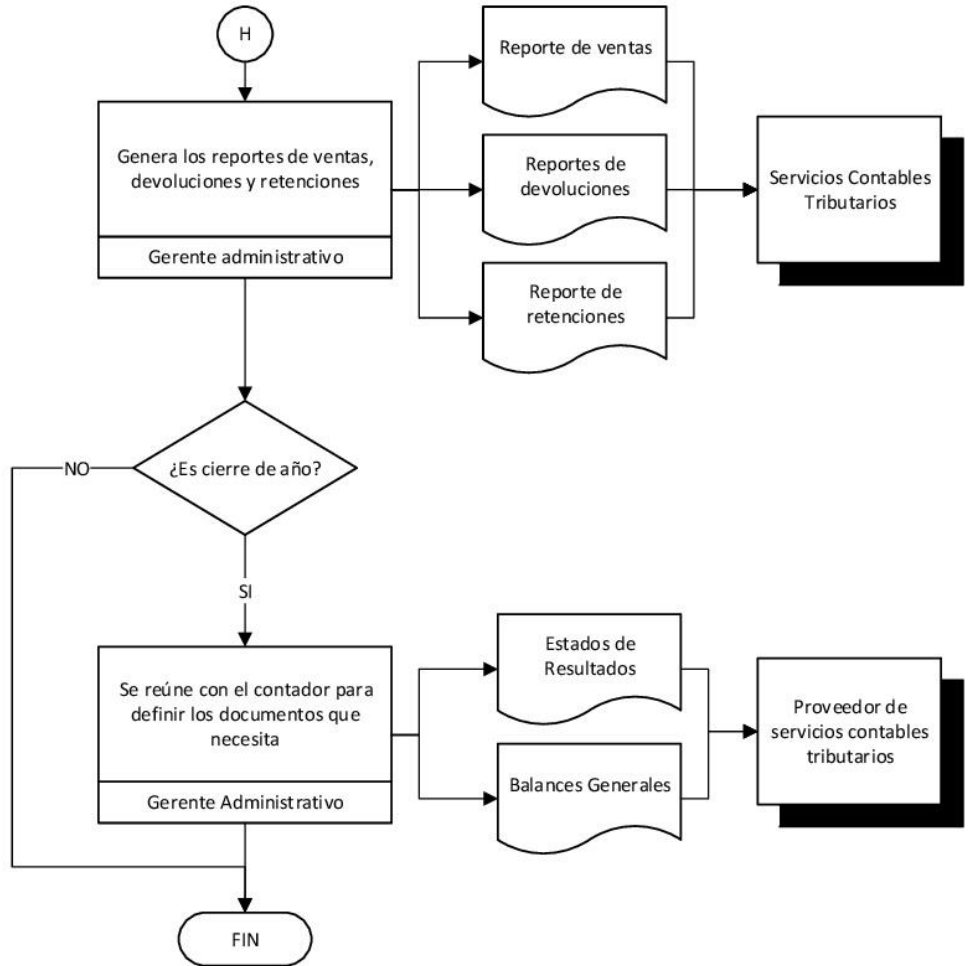 H
Genera los reportes de ventas,
devoluciones y retenciones
Gerente administrativo
Reporte de ventas
Reportes de
devoluciones
Reporte de
retenciones
Servicios Contables
Tributarios
¿Es cierre de año?
NO
SI
Se reúne con el contador para
definir los documentos que
necesita
Gerente Administrativo
Estados de
Resultados
Balances Generales
Proveedor de
servicios contables
tributarios
FIN